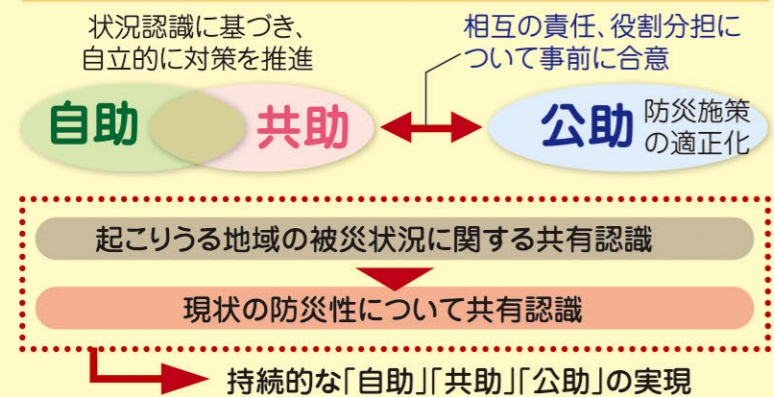 状況認識に基づき、
自立的に対策を推進
相互の責任、役割分担に
ついて事前に合意
自助
共助
公助
防災施策
の適正化
起こりうる地域の被災状況に関する共有認識
現状の防災性について共有認識
持続的な「自助」「共助」「公助」の実現